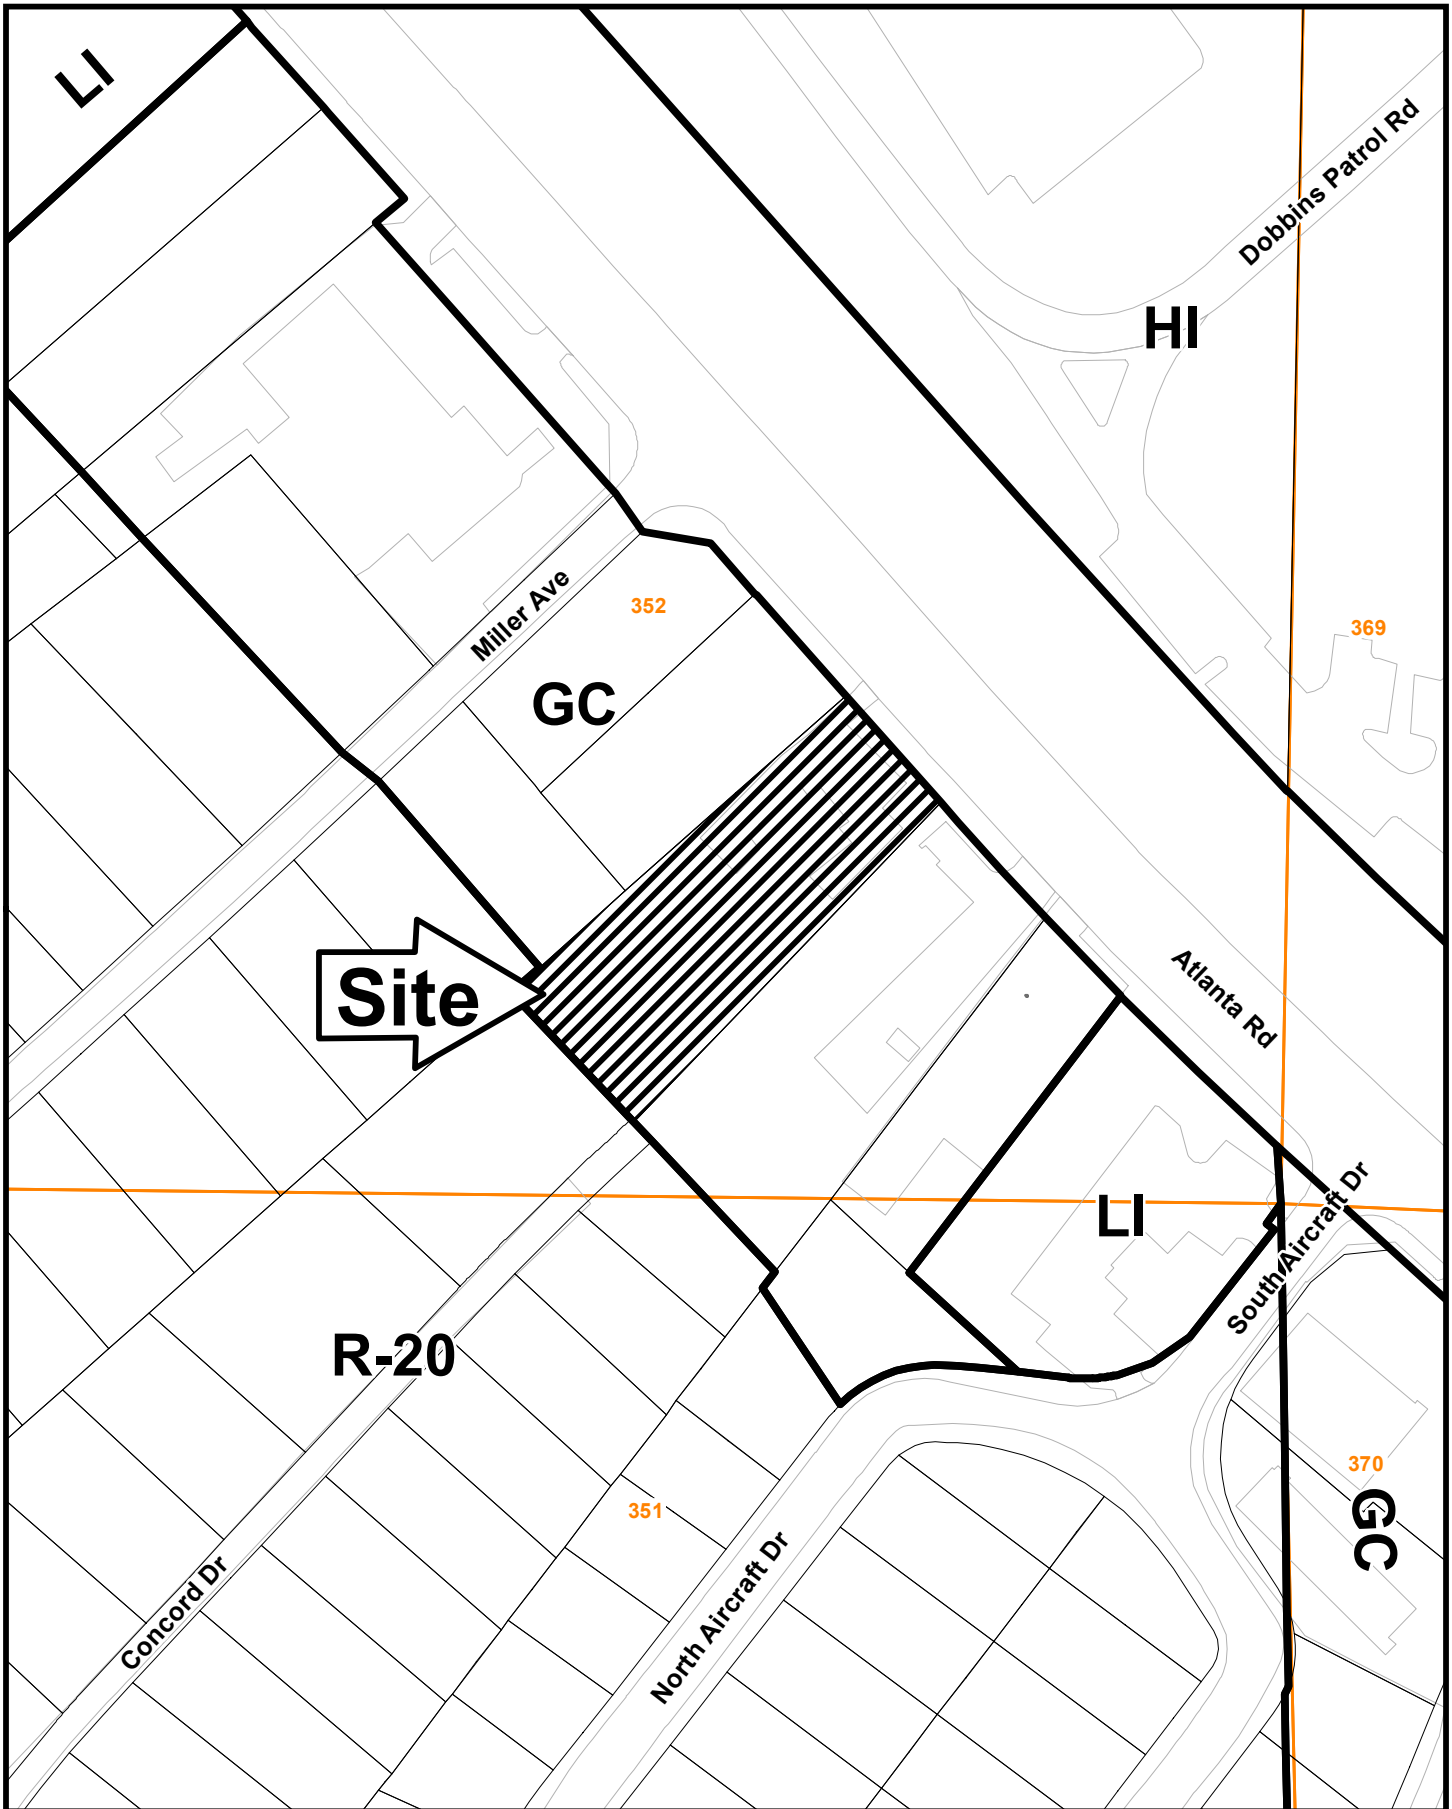 LI
Dobbins Patrol Rd
HI
Miller Ave
352
369
GC
Site
Atlanta Rd
LI
South Aircraft Dr
R-20
370
351
GC
Concord Dr
North Aircraft Dr